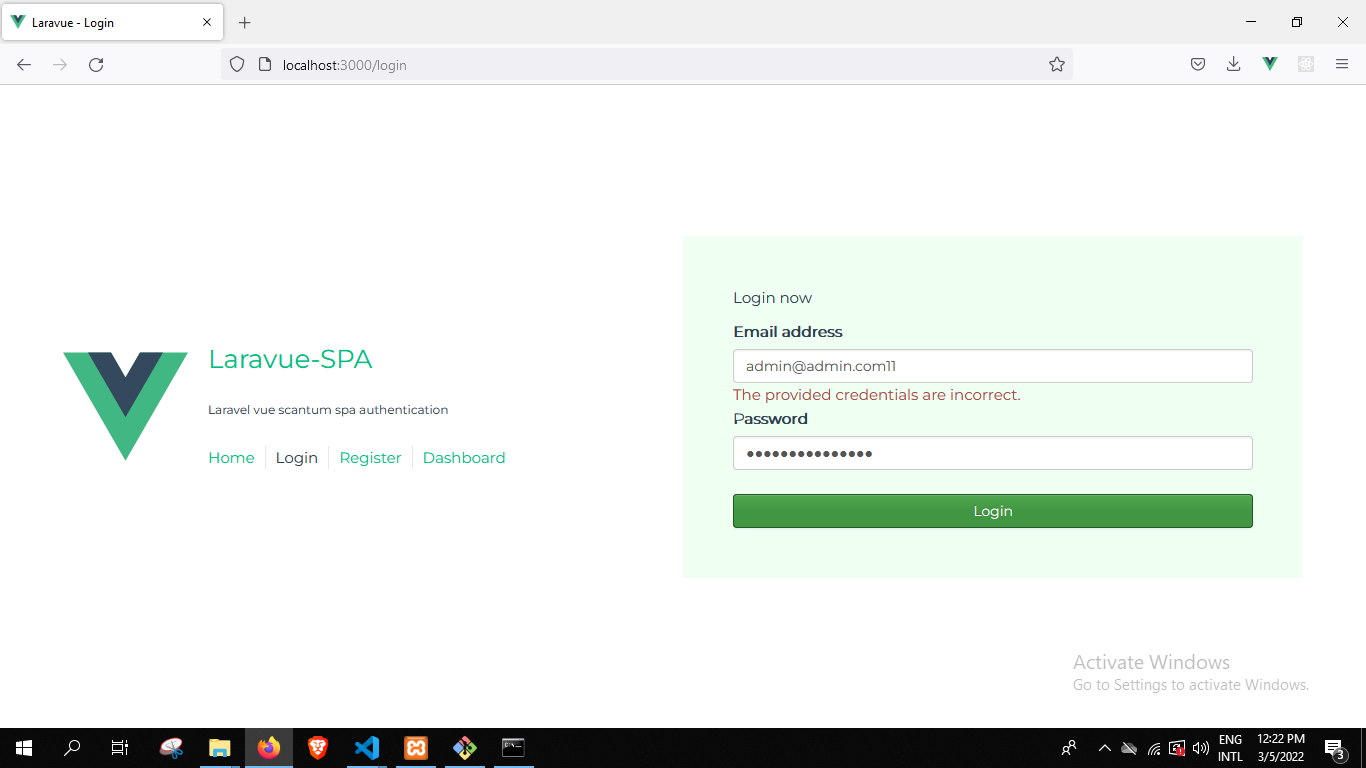 Laravue - Login
localhost:3000/login
Laravue-SPA
Laravel vue scantum spa authentication
Home
Login
Register
Dashboard
Login now
Email address
admin@admin.com11
The provided credentials are incorrect.
Password
Login
Activate Windows
Go to Settings to activate Windows.
ENG
INTL
12:22 PM
3/5/2022
3